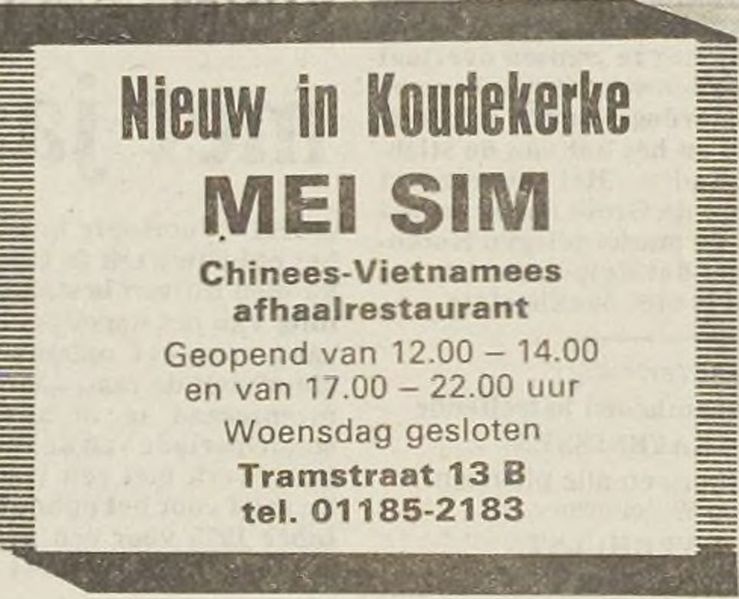 Nieuw in Koudekerke
MEI SIM
Chinees-Vietnamees
afhaalrestaurant
Geopend van 12.00 – 14.00
en van 17.00 – 22.00 uur
Woensdag gesloten
Tramstraat 13 B
tel. 01185-2183